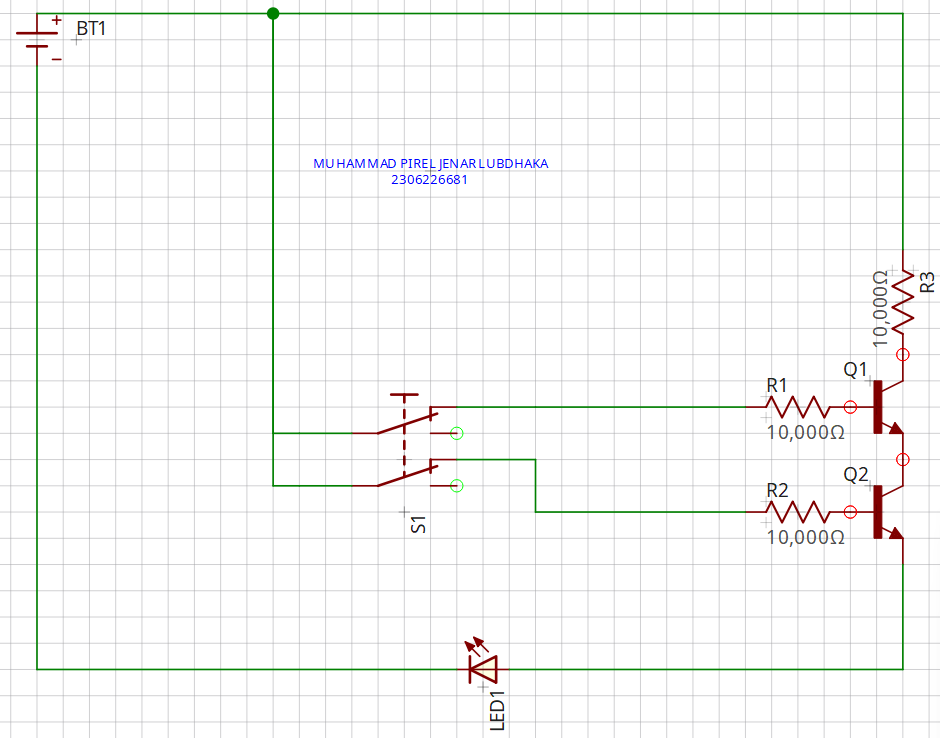 +
BT1
−
MUHAMMAD PIREL JENAR LUBDHAKA
2306226681
10,000Ω
R3
Q1
R1
10,000Ω
Q2
R2
10,000Ω
S1
LED1